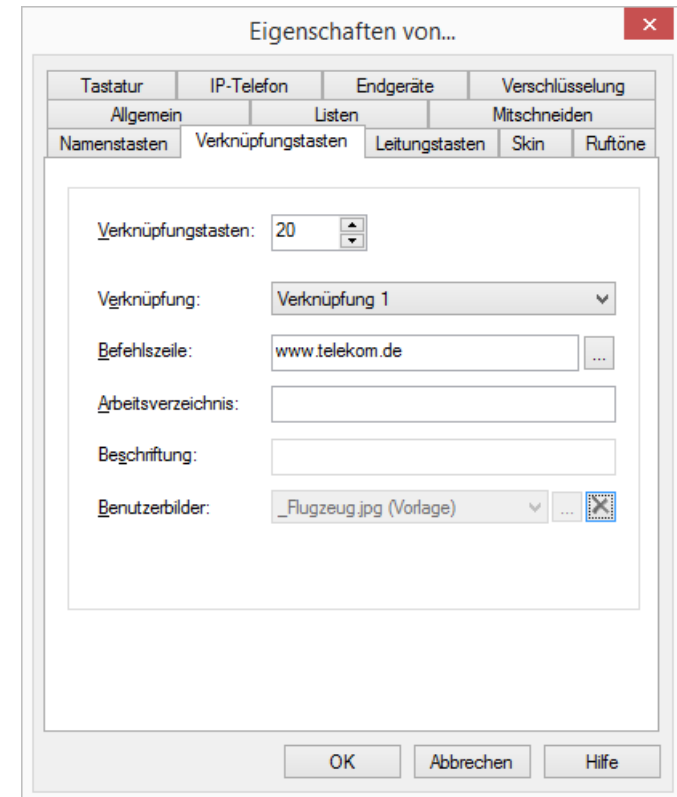 Eigenschaften von...
Tastatur IP-Telefon Endgeräte Verschlüsselung
Allgemein Listen Mitschneiden
Namenstasten Verknüpfungstasten Leitungstasten Skin Ruftöne
Verknüpfungstasten: 20
Verknüpfung: Verknüpfung 1
Befehlszeile: www.telekom.de ...
Arbeitsverzeichnis:
Beschriftung:
Benutzerbilder: _Flugzeug.jpg (Vorlage) ...
OK Abbrechen Hilfe